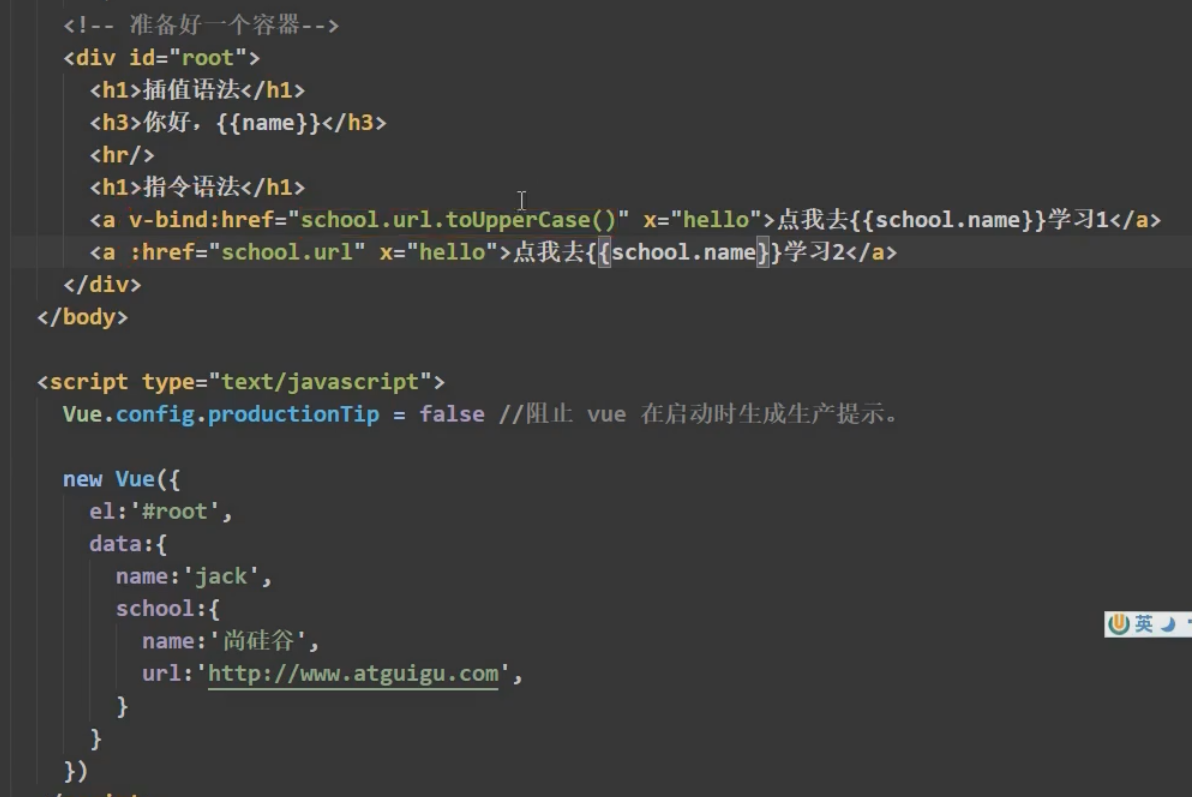 <!-- 准备好一个容器-->
<div id="root">
<h1>插值语法</h1>
<h3>你好，{{name}}</h3>
<hr/>
<h1>指令语法</h1>
<a v-bind:href="school.url.toUpperCase()" x="hello">点我去{{school.name}}学习1</a>
<a :href="school.url" x="hello">点我去{{school.name}}学习2</a>
</div>
</body>
<script type="text/javascript">
Vue.config.productionTip = false //阻止 vue 在启动时生成生产提示。
new Vue({
el:'#root',
data:{
name:'jack',
school:{
name:'尚硅谷',
url:'http://www.atguigu.com',
}
}
})
英